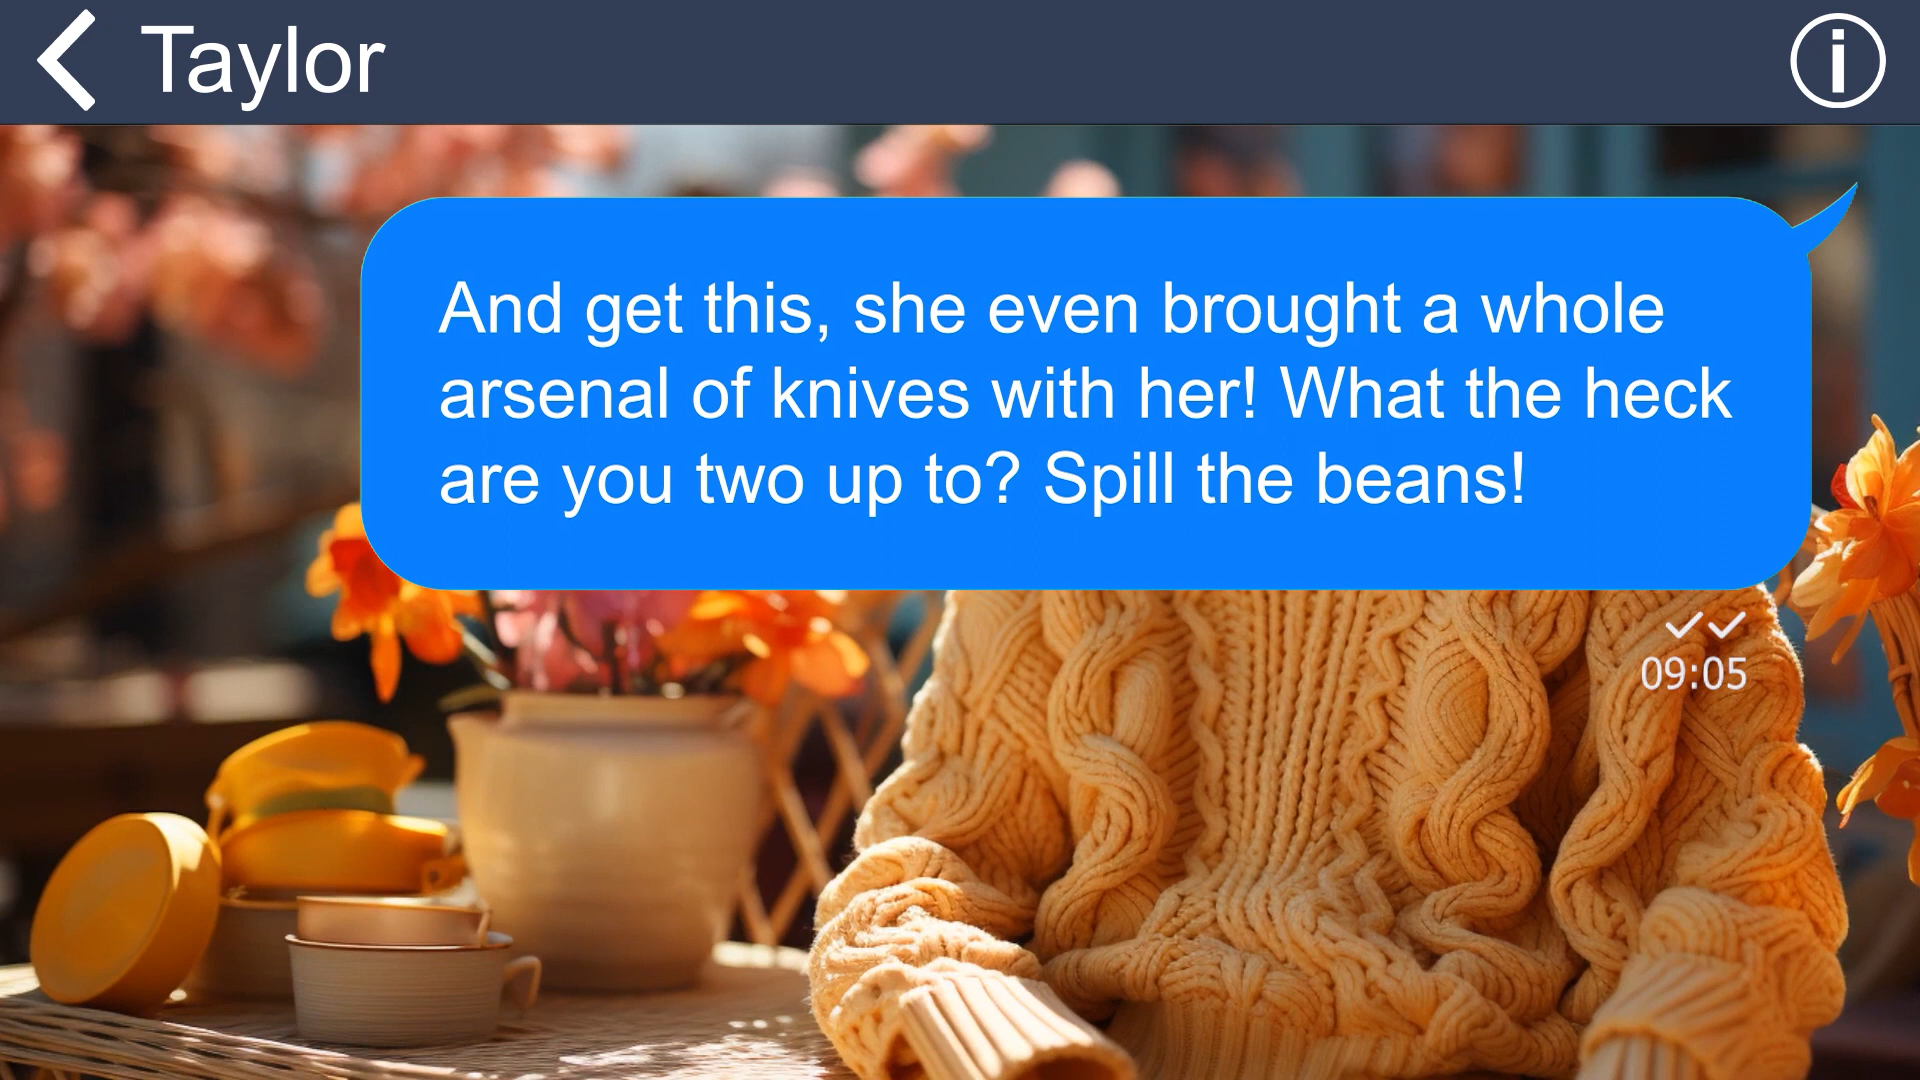 Taylor
And get this, she even brought a whole
arsenal of knives with her! What the heck
are you two up to? Spill the beans!
09:05